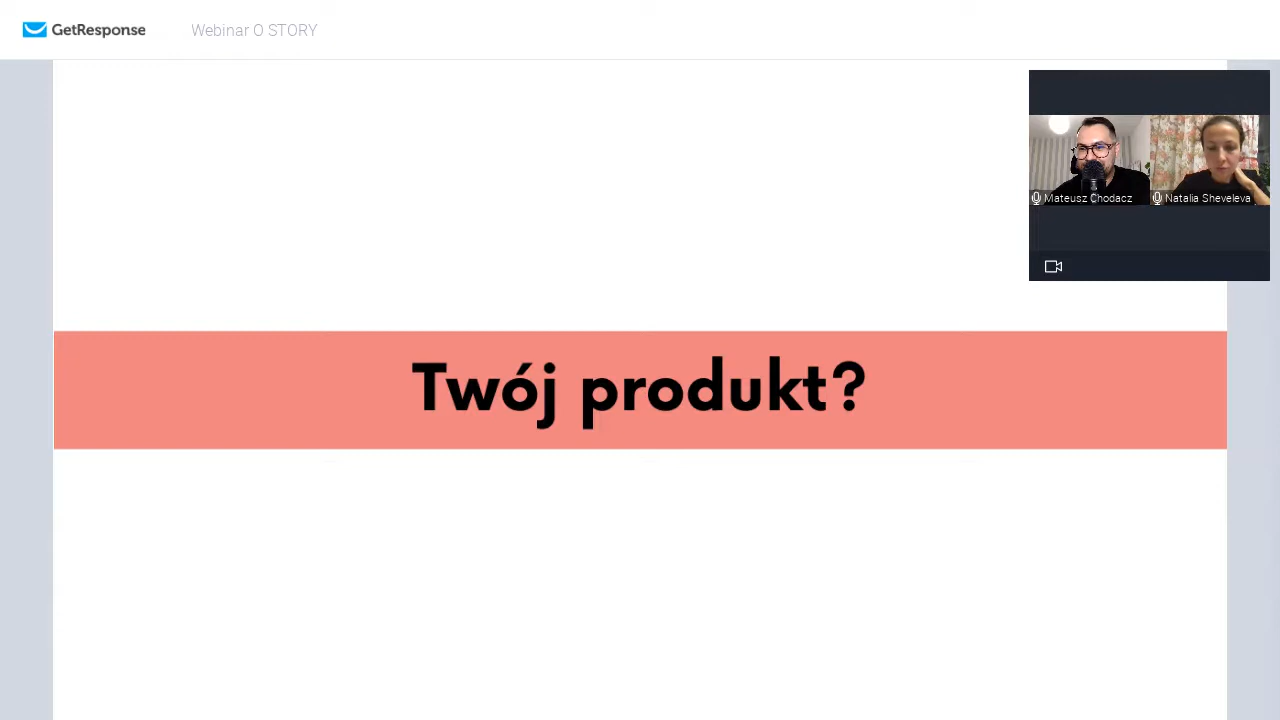 GetResponse
Webinar O STORY
Mateusz Chodacz
Natalia Sheveleva
Twój produkt?